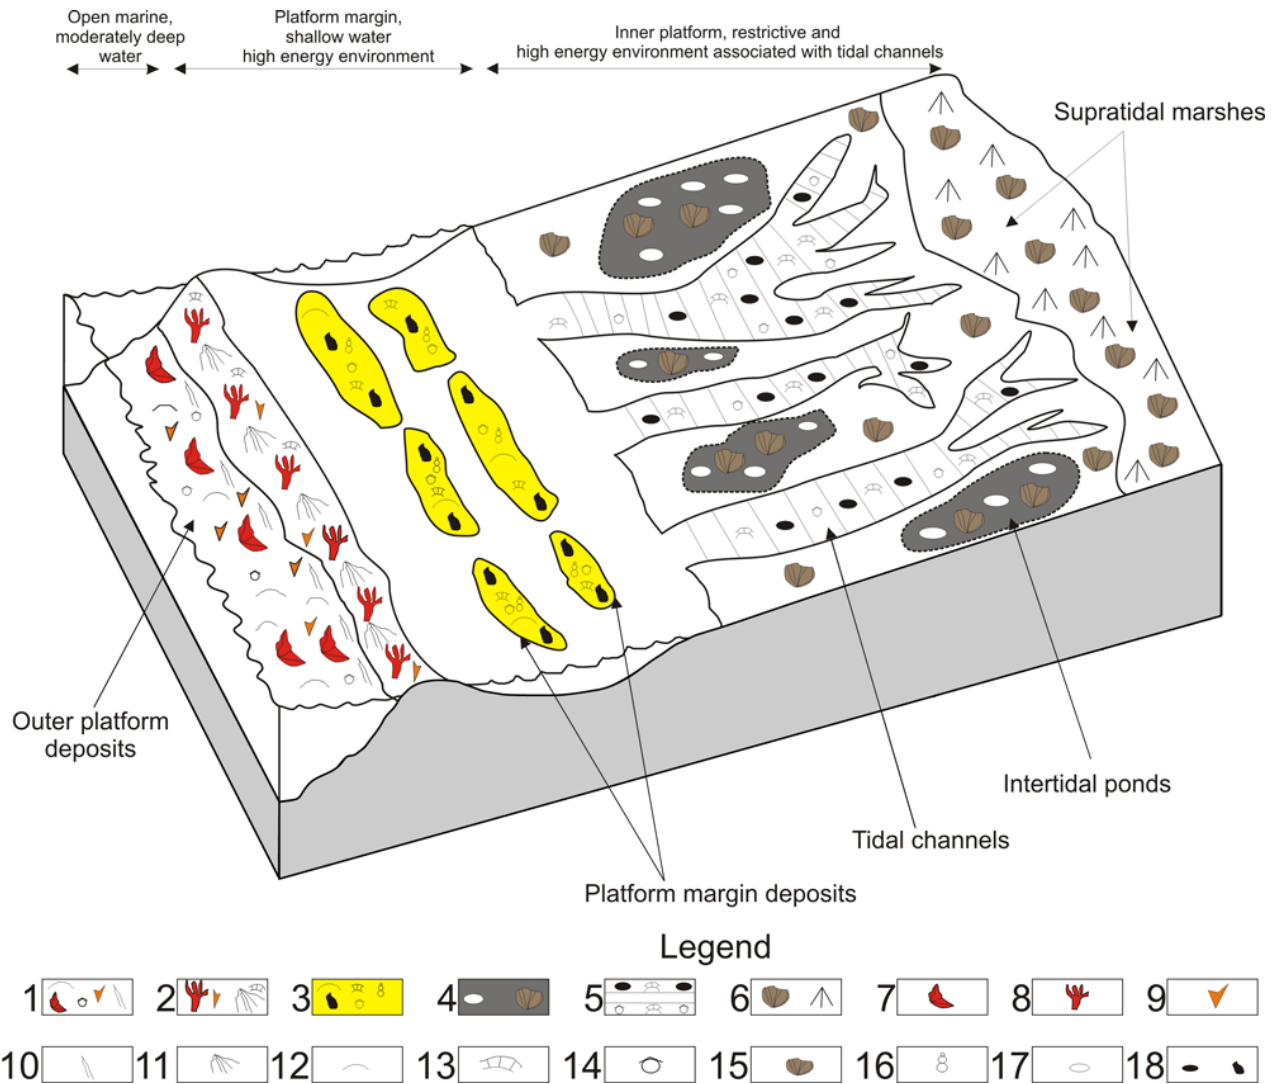 Open marine,
moderately deep
water
Platform margin,
shallow water
high energy environment
Inner platform, restrictive and
high energy environment associated with tidal channels
Supratidal marshes
Outer platform
deposits
Intertidal ponds
Tidal channels
Platform margin deposits
Legend
1 2 3 4 5 6 7 8 9
10 11 12 13 14 15 16 17 18